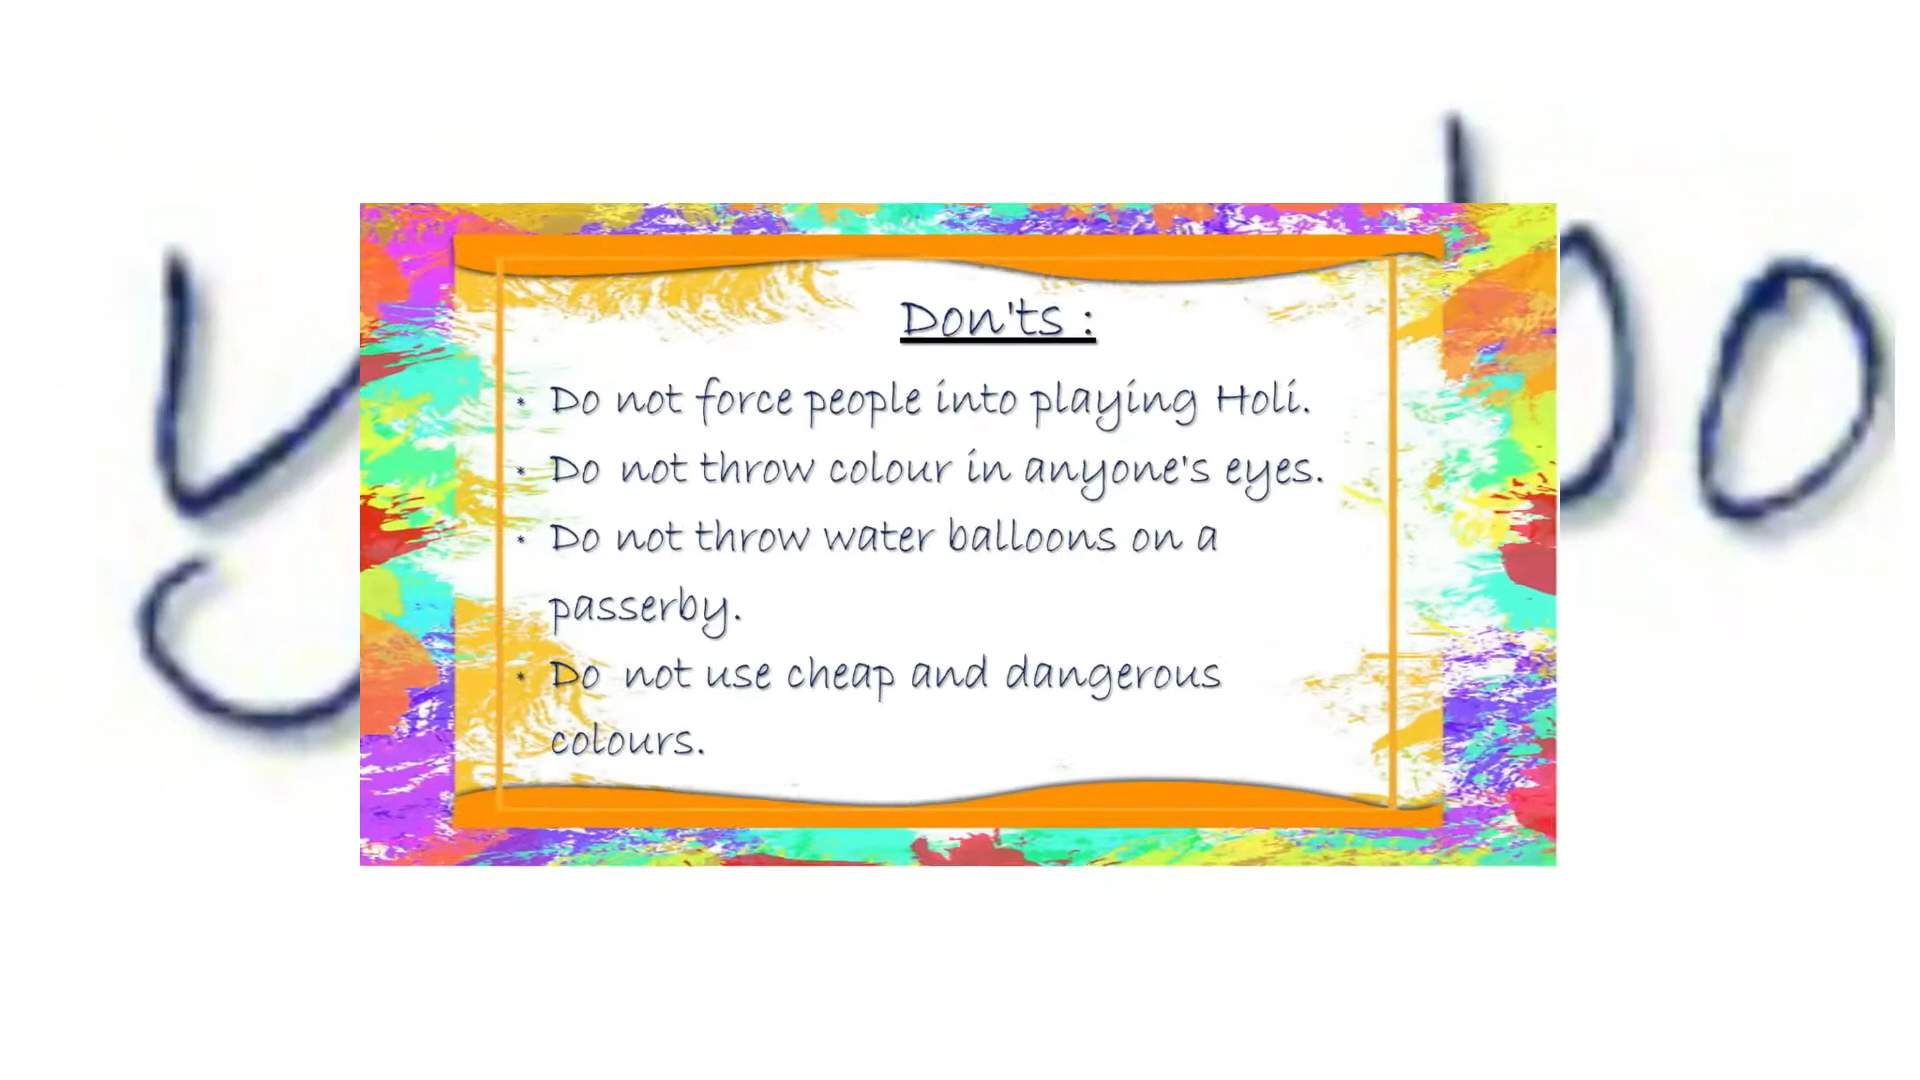 Don'ts :
* Do not force people into playing Holi.
* Do not throw colour in anyone's eyes.
* Do not throw water balloons on a
passerby.
* Do not use cheap and dangerous
colours.